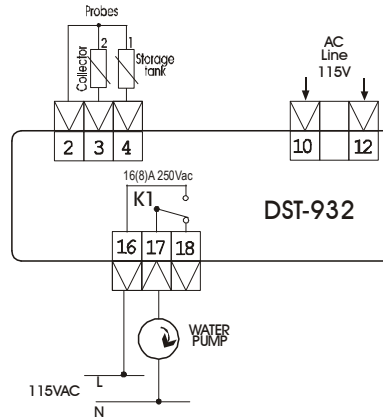 Probes
Collector
2
1
Storage
tank
AC
Line
115V
2 3 4
10 12
16(8)A 250Vac
K1
DST-932
16 17 18
WATER
PUMP
115VAC
L
N